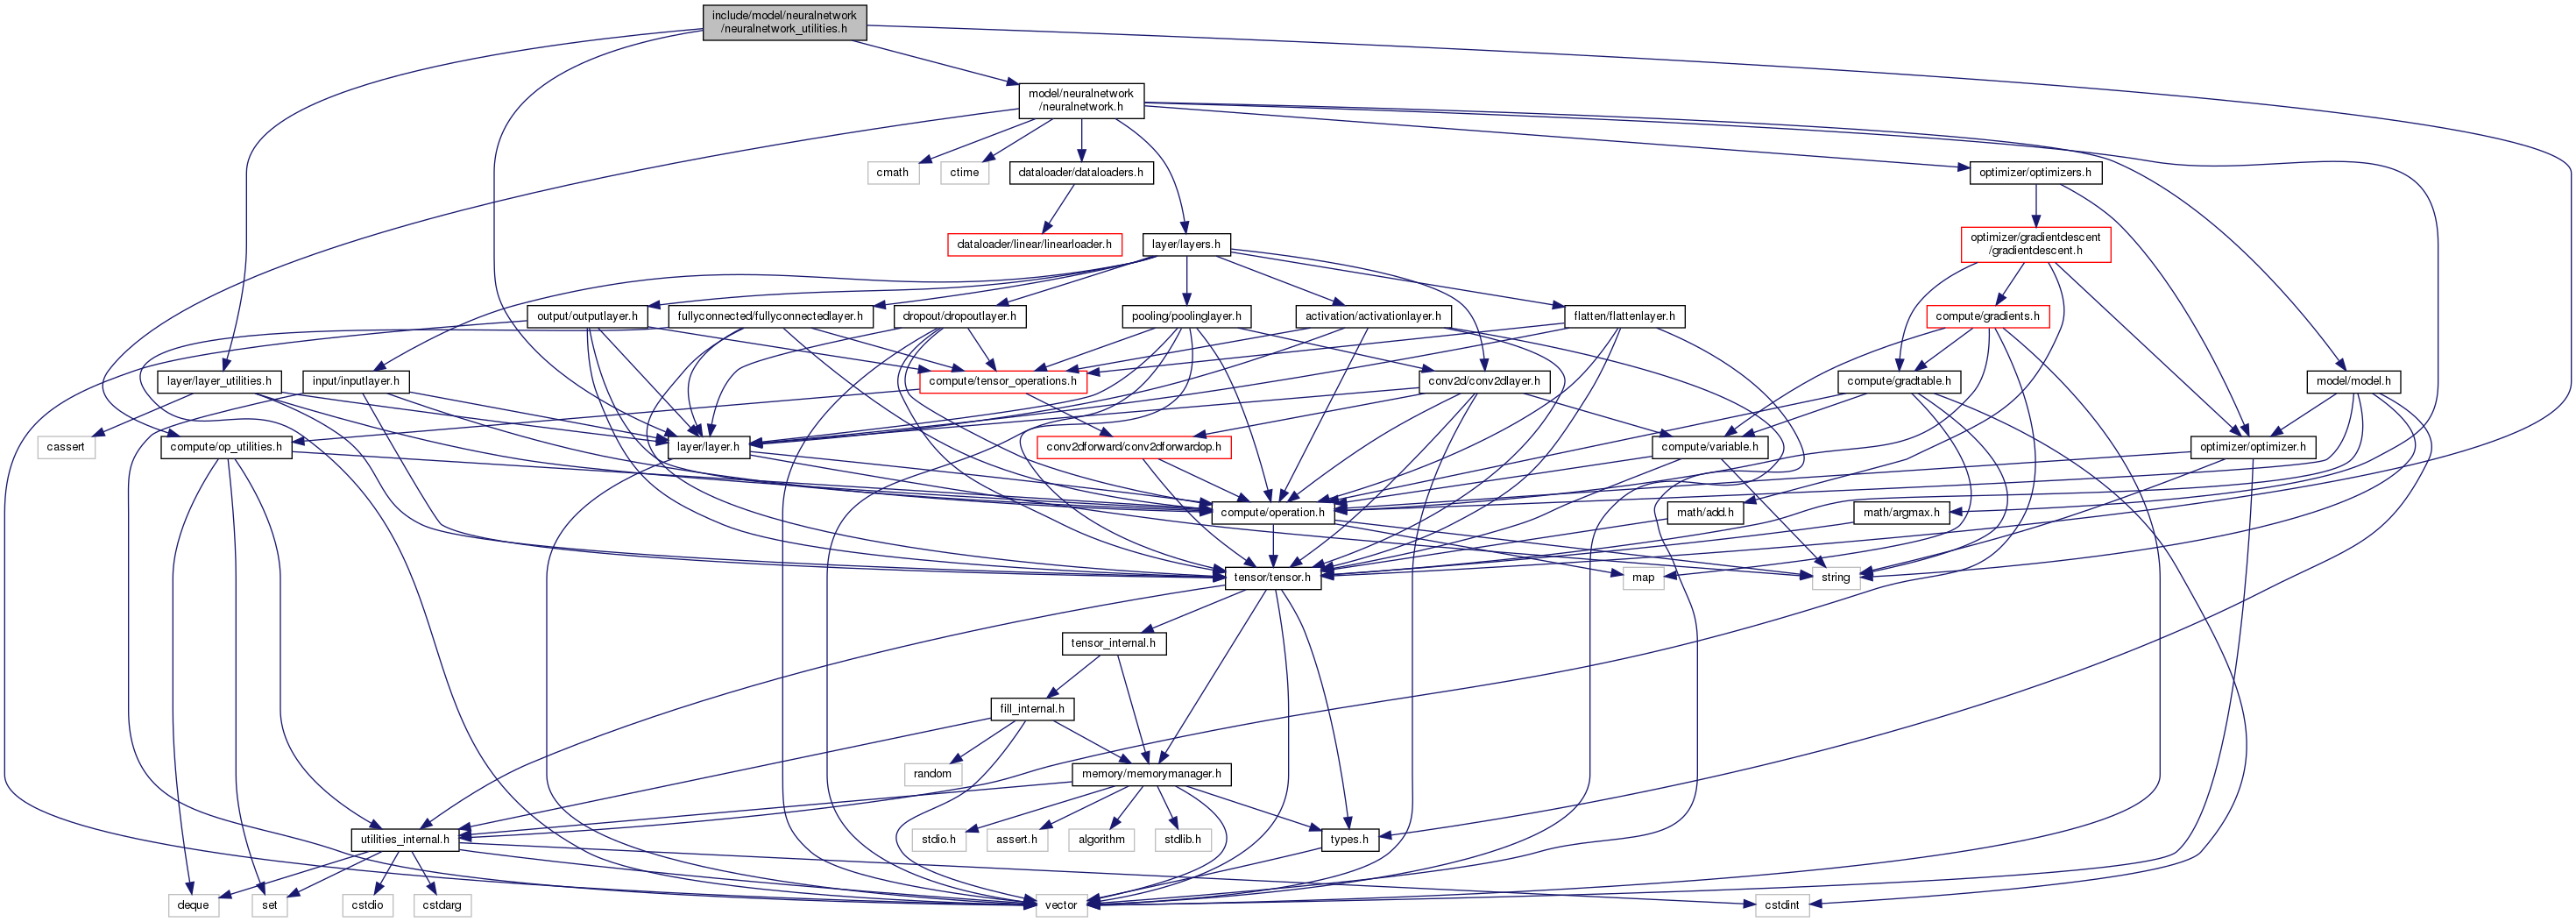 include/model/neuralnetwork
/neuralnetwork_utilities.h
model/neuralnetwork
/neuralnetwork.h
cmath
ctime
dataloader/dataloaders.h
optimizer/optimizers.h
dataloader/linear/linearloader.h
layer/layers.h
optimizer/gradientdescent
/gradientdescent.h
output/outputlayer.h
fullyconnected/fullyconnectedlayer.h
dropout/dropoutlayer.h
pooling/poolinglayer.h
activation/activationlayer.h
flatten/flattenlayer.h
compute/gradients.h
layer/layer_utilities.h
input/inputlayer.h
compute/tensor_operations.h
conv2d/conv2dlayer.h
compute/gradtable.h
model/model.h
cassert
compute/op_utilities.h
layer/layer.h
conv2dforward/conv2dforwardop.h
compute/variable.h
optimizer/optimizer.h
compute/operation.h
math/add.h
math/argmax.h
tensor/tensor.h
map
string
tensor_internal.h
fill_internal.h
random
memory/memorymanager.h
utilities_internal.h
stdio.h
assert.h
algorithm
stdlib.h
types.h
deque
set
cstdio
cstdarg
vector
cstdint